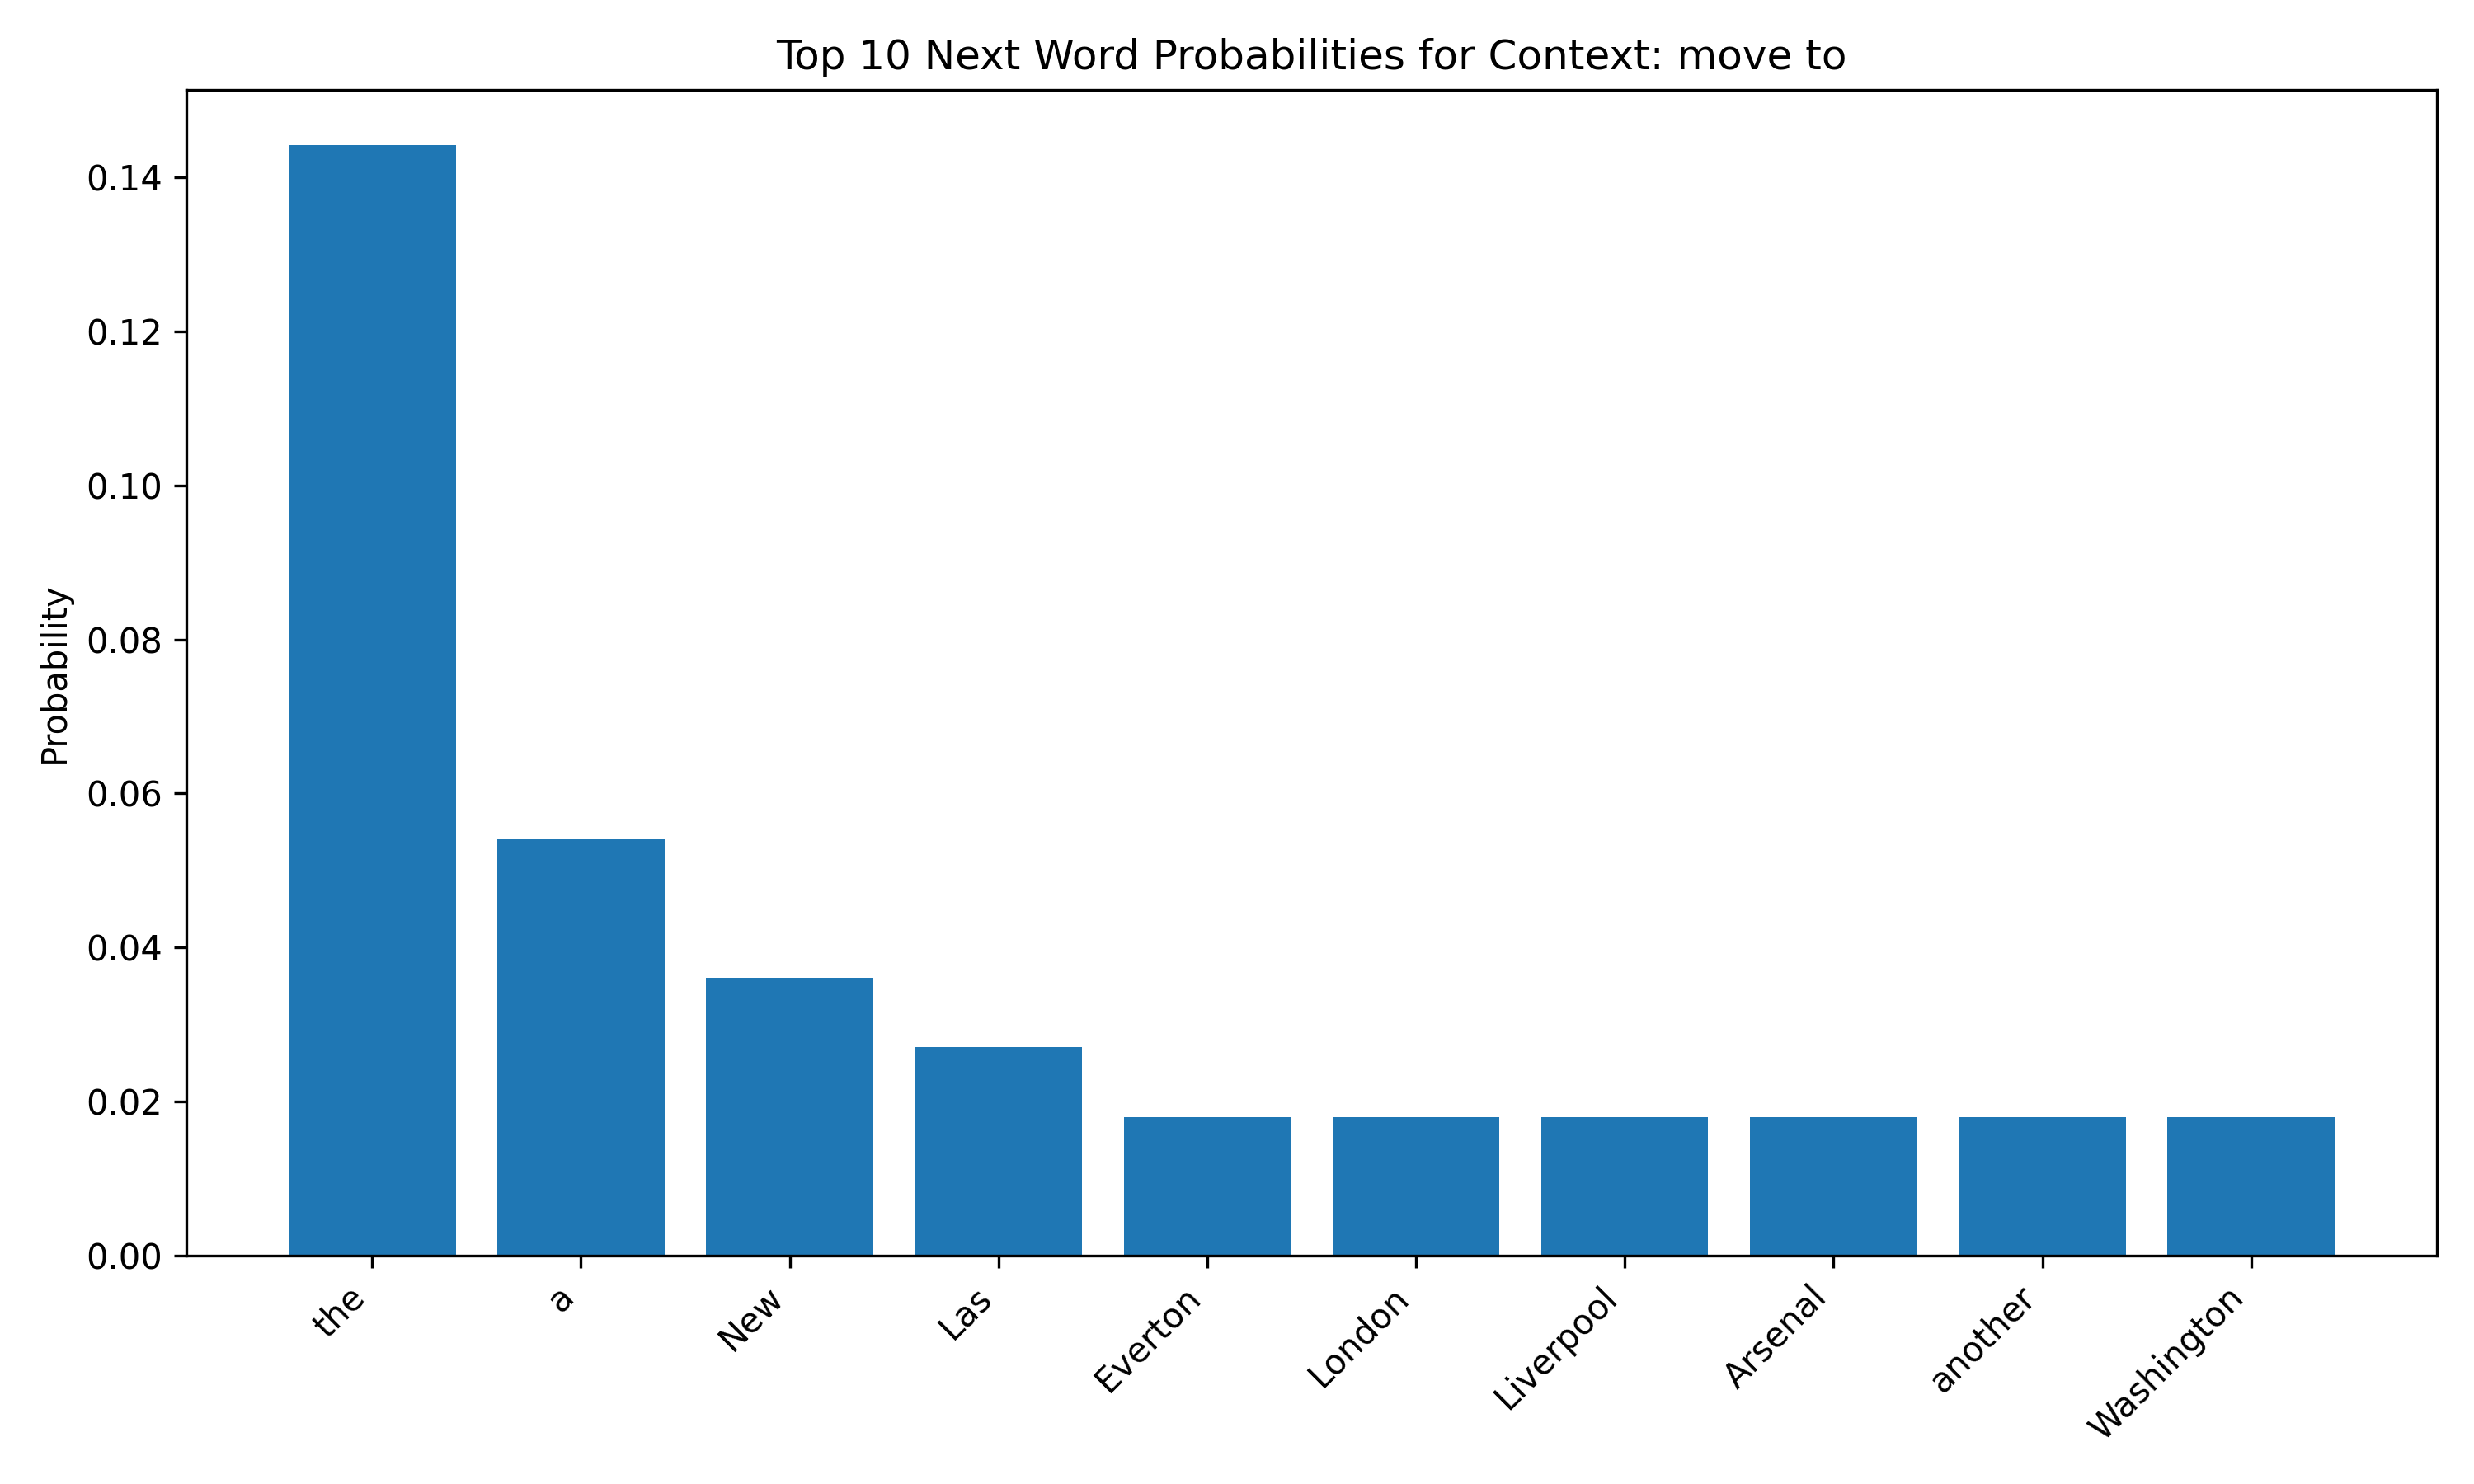 Top 10 Next Word Probabilities for Context: move to
Probability
0.14
0.12
0.10
0.08
0.06
0.04
0.02
0.00
the
a
New
Las
Everton
London
Liverpool
Arsenal
another
Washington